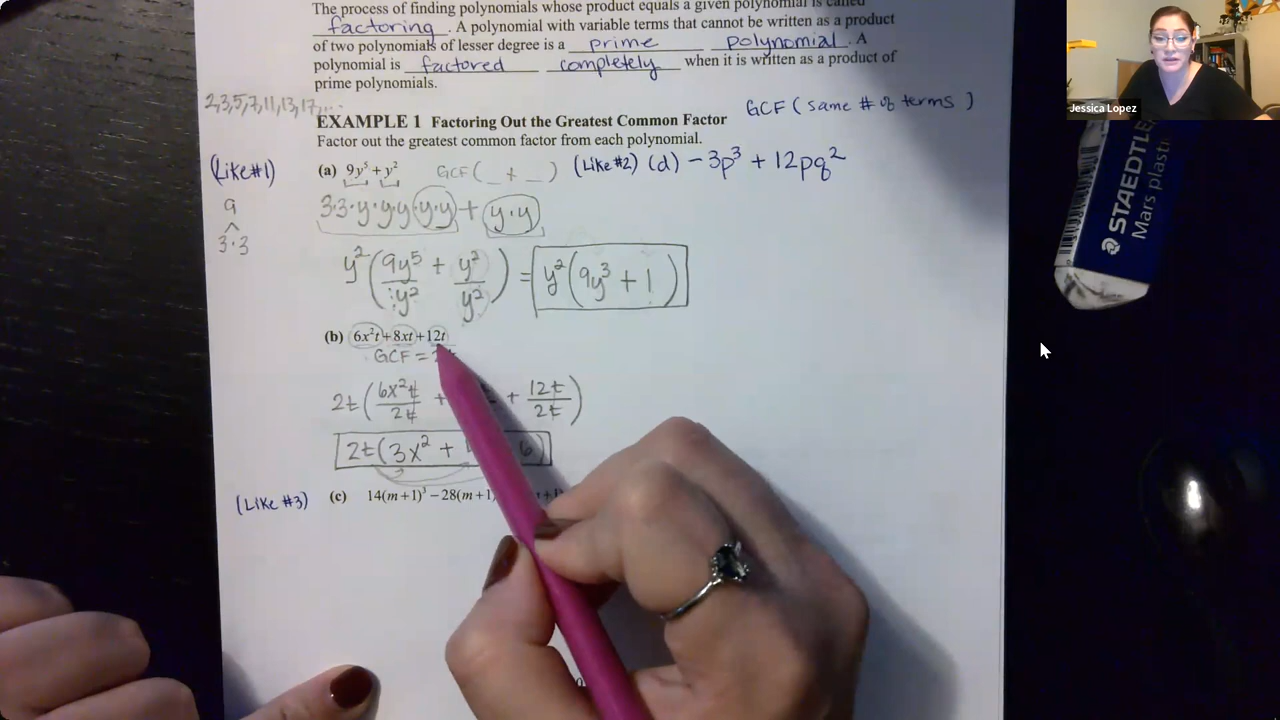 The process of finding polynomials whose product equals a given polynomial is called
factoring. A polynomial with variable terms that cannot be written as a product
of two polynomials of lesser degree is a prime polynomial. A
polynomial is factored completely when it is written as a product of
prime polynomials.
2,3,5,7,11,13,17,...
GCF (same # of terms)
EXAMPLE 1 Factoring Out the Greatest Common Factor
Factor out the greatest common factor from each polynomial.
(Like #1) (a) 9y⁵ + y² GCF( _ + _ ) (Like #2) (d) −3p³ + 12pq²
9
3·3
3·3·y·y·y·y·y + y·y
y²(9y⁵/y² + y²/y²) = y²(9y³ + 1)
(b) 6x²t + 8xt + 12t
GCF = 2
2t(6x²t/2t + + 12t/2t)
2t(3x² + 6)
(Like #3) (c) 14(m+1)³ − 28(m+1)
Jessica Lopez
STAEDTLER
Mars plasti